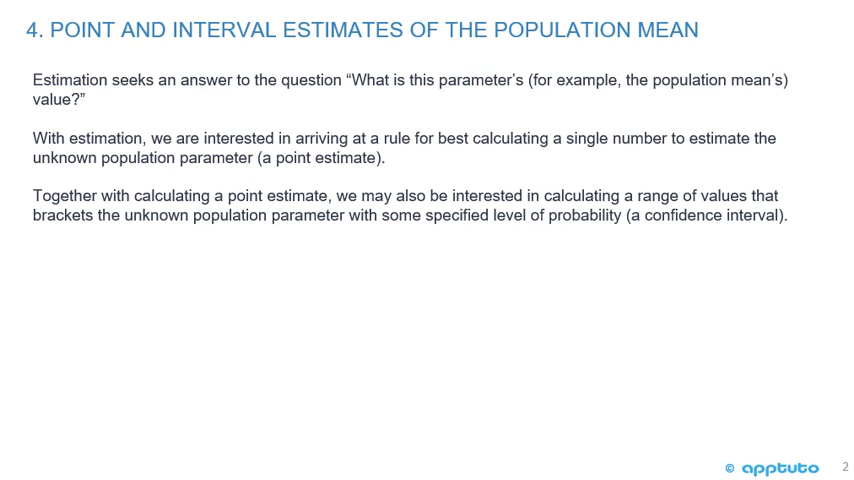 4. POINT AND INTERVAL ESTIMATES OF THE POPULATION MEAN
Estimation seeks an answer to the question “What is this parameter’s (for example, the population mean’s)
value?”
With estimation, we are interested in arriving at a rule for best calculating a single number to estimate the
unknown population parameter (a point estimate).
Together with calculating a point estimate, we may also be interested in calculating a range of values that
brackets the unknown population parameter with some specified level of probability (a confidence interval).
© apptuto 2